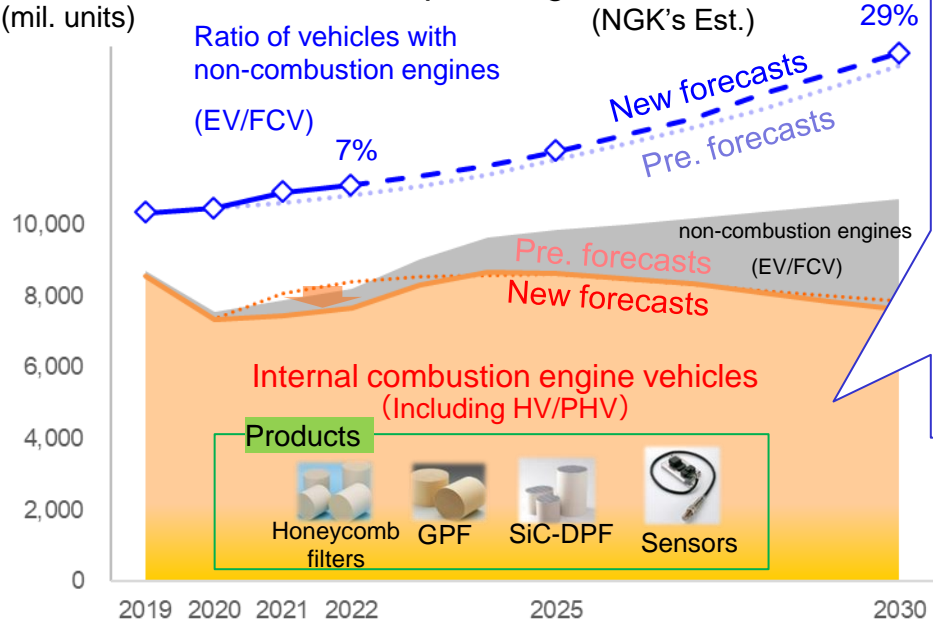 (mil. units)
(NGK's Est.)
29%
Ratio of vehicles with
non-combustion engines
(EV/FCV)
7%
New forecasts
Pre. forecasts
10,000
8,000
6,000
4,000
2,000
0
non-combustion engines
(EV/FCV)
Pre. forecasts
New forecasts
Internal combustion engine vehicles
(Including HV/PHV)
Products
Honeycomb
filters
GPF
SiC-DPF
Sensors
2019 2020 2021 2022 2025 2030